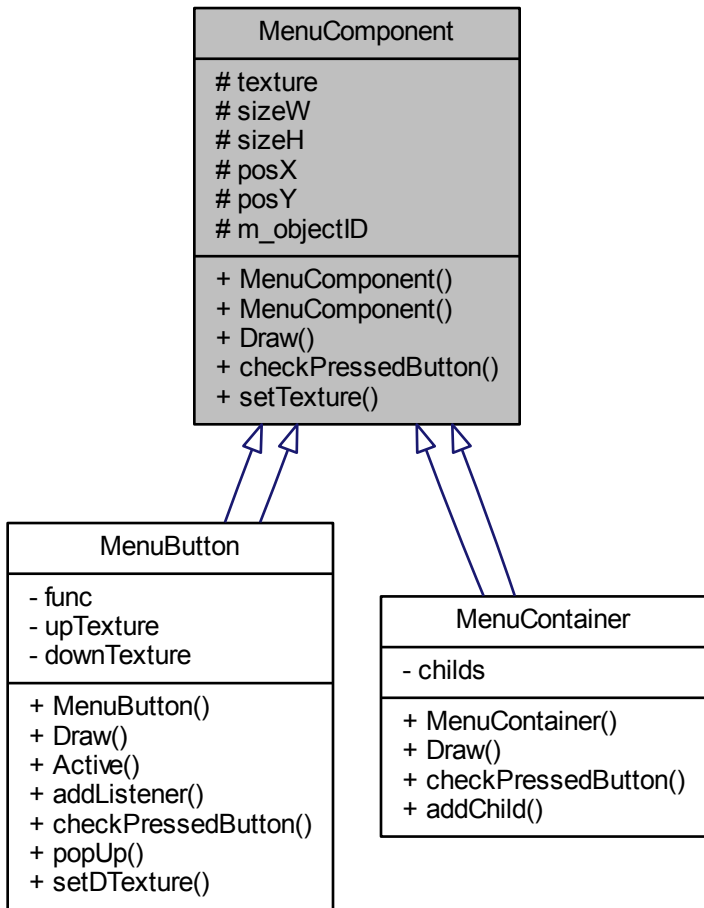 MenuComponent
# texture
# sizeW
# sizeH
# posX
# posY
# m_objectID
+ MenuComponent()
+ MenuComponent()
+ Draw()
+ checkPressedButton()
+ setTexture()
MenuButton
- func
- upTexture
- downTexture
+ MenuButton()
+ Draw()
+ Active()
+ addListener()
+ checkPressedButton()
+ popUp()
+ setDTexture()
MenuContainer
- childs
+ MenuContainer()
+ Draw()
+ checkPressedButton()
+ addChild()